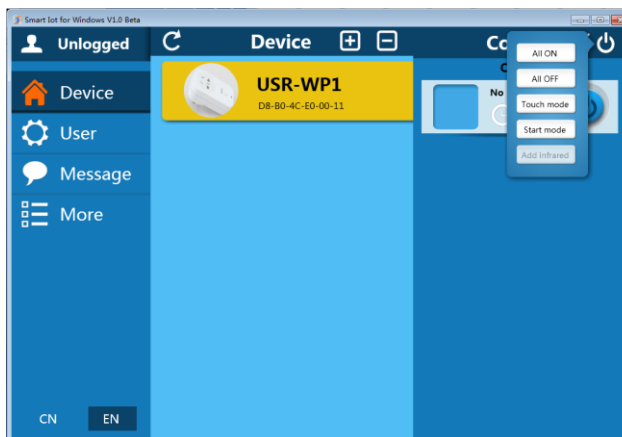 Smart Iot for Windows V1.0 Beta
Unlogged
Device
Co
Device
User
Message
More
CN EN
USR-WP1
D8-B0-4C-E0-00-11
No
All ON
All OFF
Touch mode
Start mode
Add Infrared